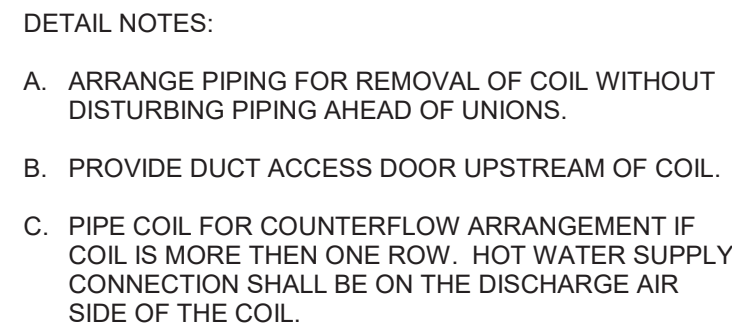 DETAIL NOTES:
A. ARRANGE PIPING FOR REMOVAL OF COIL WITHOUT
DISTURBING PIPING AHEAD OF UNIONS.
B. PROVIDE DUCT ACCESS DOOR UPSTREAM OF COIL.
C. PIPE COIL FOR COUNTERFLOW ARRANGEMENT IF
COIL IS MORE THEN ONE ROW. HOT WATER SUPPLY
CONNECTION SHALL BE ON THE DISCHARGE AIR
SIDE OF THE COIL.